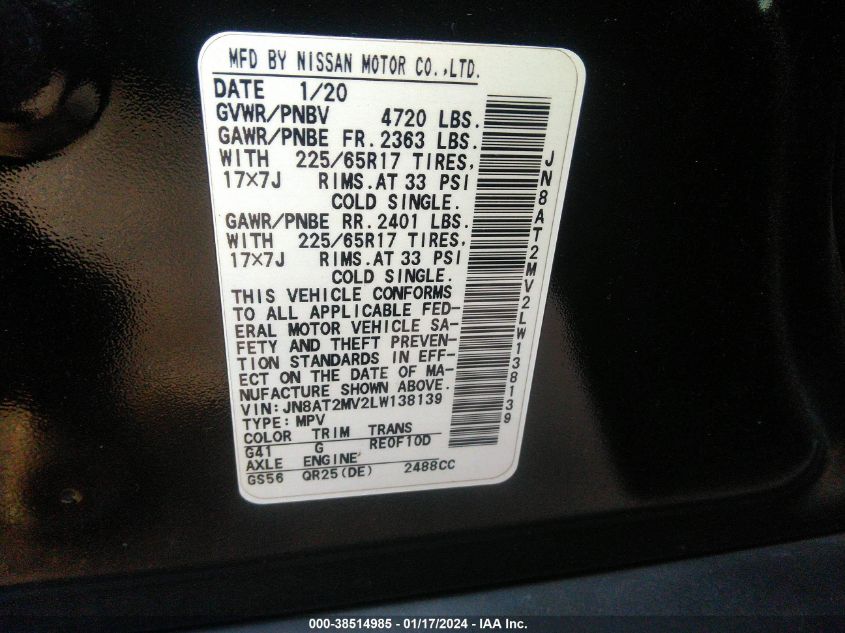 MFD BY NISSAN MOTOR CO.,LTD.
DATE 1/20
GVWR/PNBV 4720 LBS.
GAWR/PNBE FR. 2363 LBS.
WITH 225/65R17 TIRES,
17×7J RIMS.AT 33 PSI
COLD SINGLE.
GAWR/PNBE RR. 2401 LBS.
WITH 225/65R17 TIRES,
17×7J RIMS.AT 33 PSI
COLD SINGLE.
THIS VEHICLE CONFORMS
TO ALL APPLICABLE FED-
ERAL MOTOR VEHICLE SA-
FETY AND THEFT PREVEN-
TION STANDARDS IN EFF-
ECT ON THE DATE OF MA-
NUFACTURE SHOWN ABOVE.
VIN: JN8AT2MV2LW138139
TYPE: MPV
COLOR TRIM TRANS
G41 G RE0F10D
AXLE ENGINE
GS56 QR25(DE) 2488CC
JN8AT2MV2LW138139
000-38514985 - 01/17/2024 - IAA Inc.